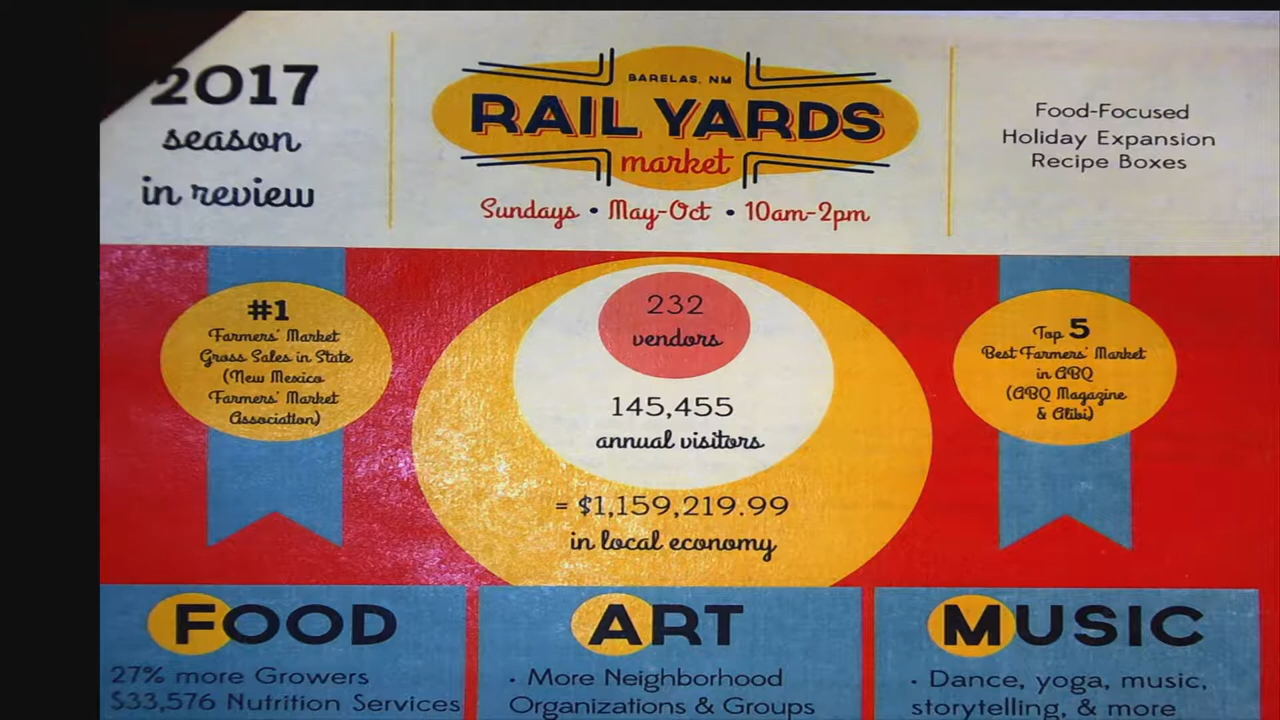 2017
season
in review
BARELAS, NM
RAIL YARDS
market
Sundays • May-Oct • 10am-2pm
Food-Focused
Holiday Expansion
Recipe Boxes
#1
Farmers' Market
Gross Sales in State
(New Mexico
Farmers' Market
Association)
232
vendors
145,455
annual visitors
= $1,159,219.99
in local economy
Top 5
Best Farmers' Market
in ABQ
(ABQ Magazine
& Alibi)
FOOD
27% more Growers
$33,576 Nutrition Services
ART
• More Neighborhood
Organizations & Groups
MUSIC
• Dance, yoga, music,
storytelling, & more